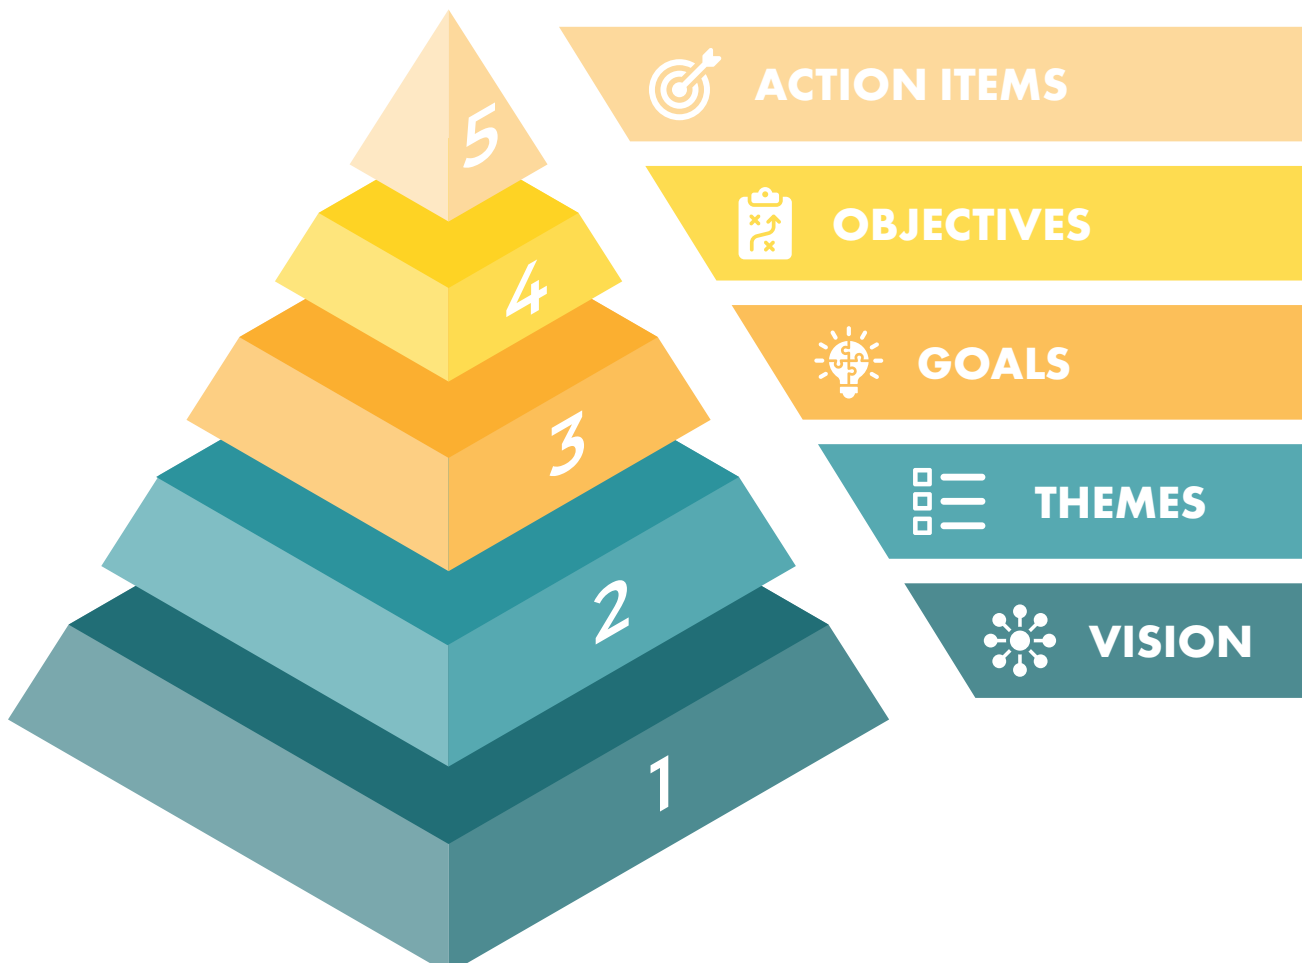 5
ACTION ITEMS
4
OBJECTIVES
3
GOALS
2
THEMES
1
VISION